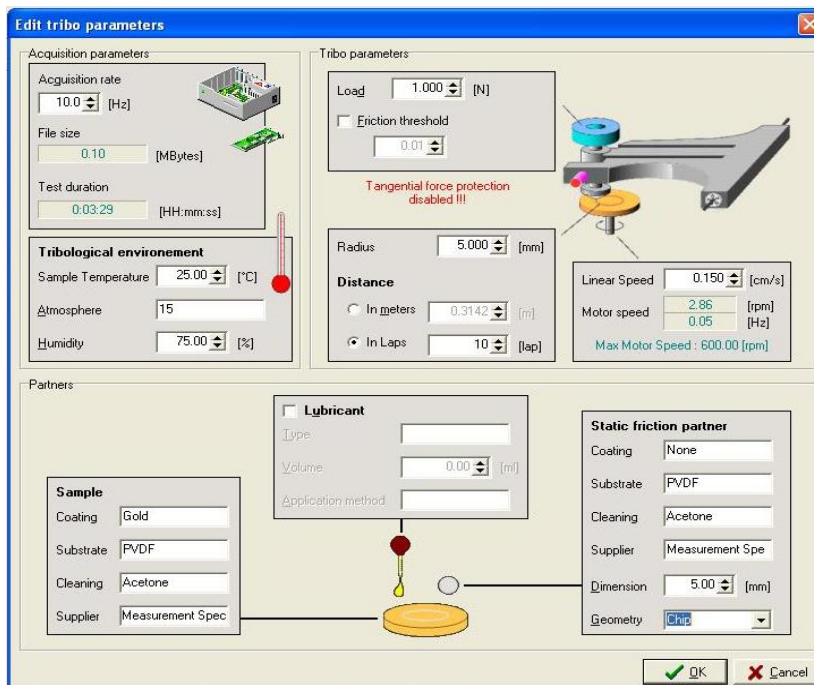 Edit tribo parameters
Acquisition parameters
Acquisition rate
10.0 [Hz]
File size
0.10 [MBytes]
Test duration
0:03:29 [HH:mm:ss]
Tribological environement
Sample Temperature 25.00 [°C]
Atmosphere 15
Humidity 75.00 [%]
Tribo parameters
Load 1.000 [N]
Friction threshold
0.01
Tangential force protection
disabled !!!
Radius 5.000 [mm]
Distance
In meters 0.3142 [m]
In Laps 10 [lap]
Linear Speed 0.150 [cm/s]
Motor speed 2.86 [rpm]
0.05 [Hz]
Max Motor Speed : 600.00 [rpm]
Partners
Lubricant
Type
Volume 0.00 [ml]
Application method
Sample
Coating Gold
Substrate PVDF
Cleaning Acetone
Supplier Measurement Spec
Static friction partner
Coating None
Substrate PVDF
Cleaning Acetone
Supplier Measurement Spe
Dimension 5.00 [mm]
Geometry Chip
OK Cancel